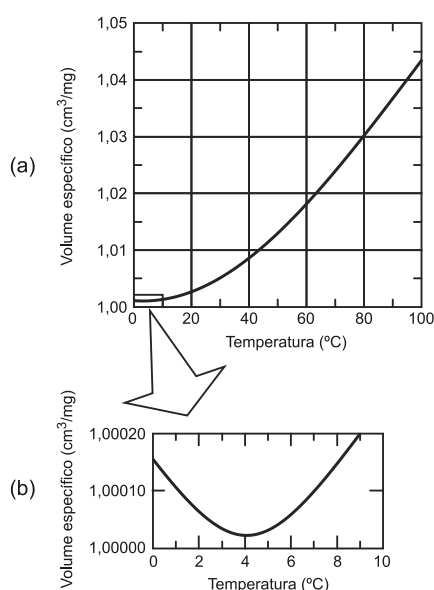 (a)
Volume específico (cm³/mg)
1,05
1,04
1,03
1,02
1,01
1,00
0 20 40 60 80 100
Temperatura (ºC)
(b)
Volume específico (cm³/mg)
1,00020
1,00010
1,00000
0 2 4 6 8 10
Temperatura (ºC)